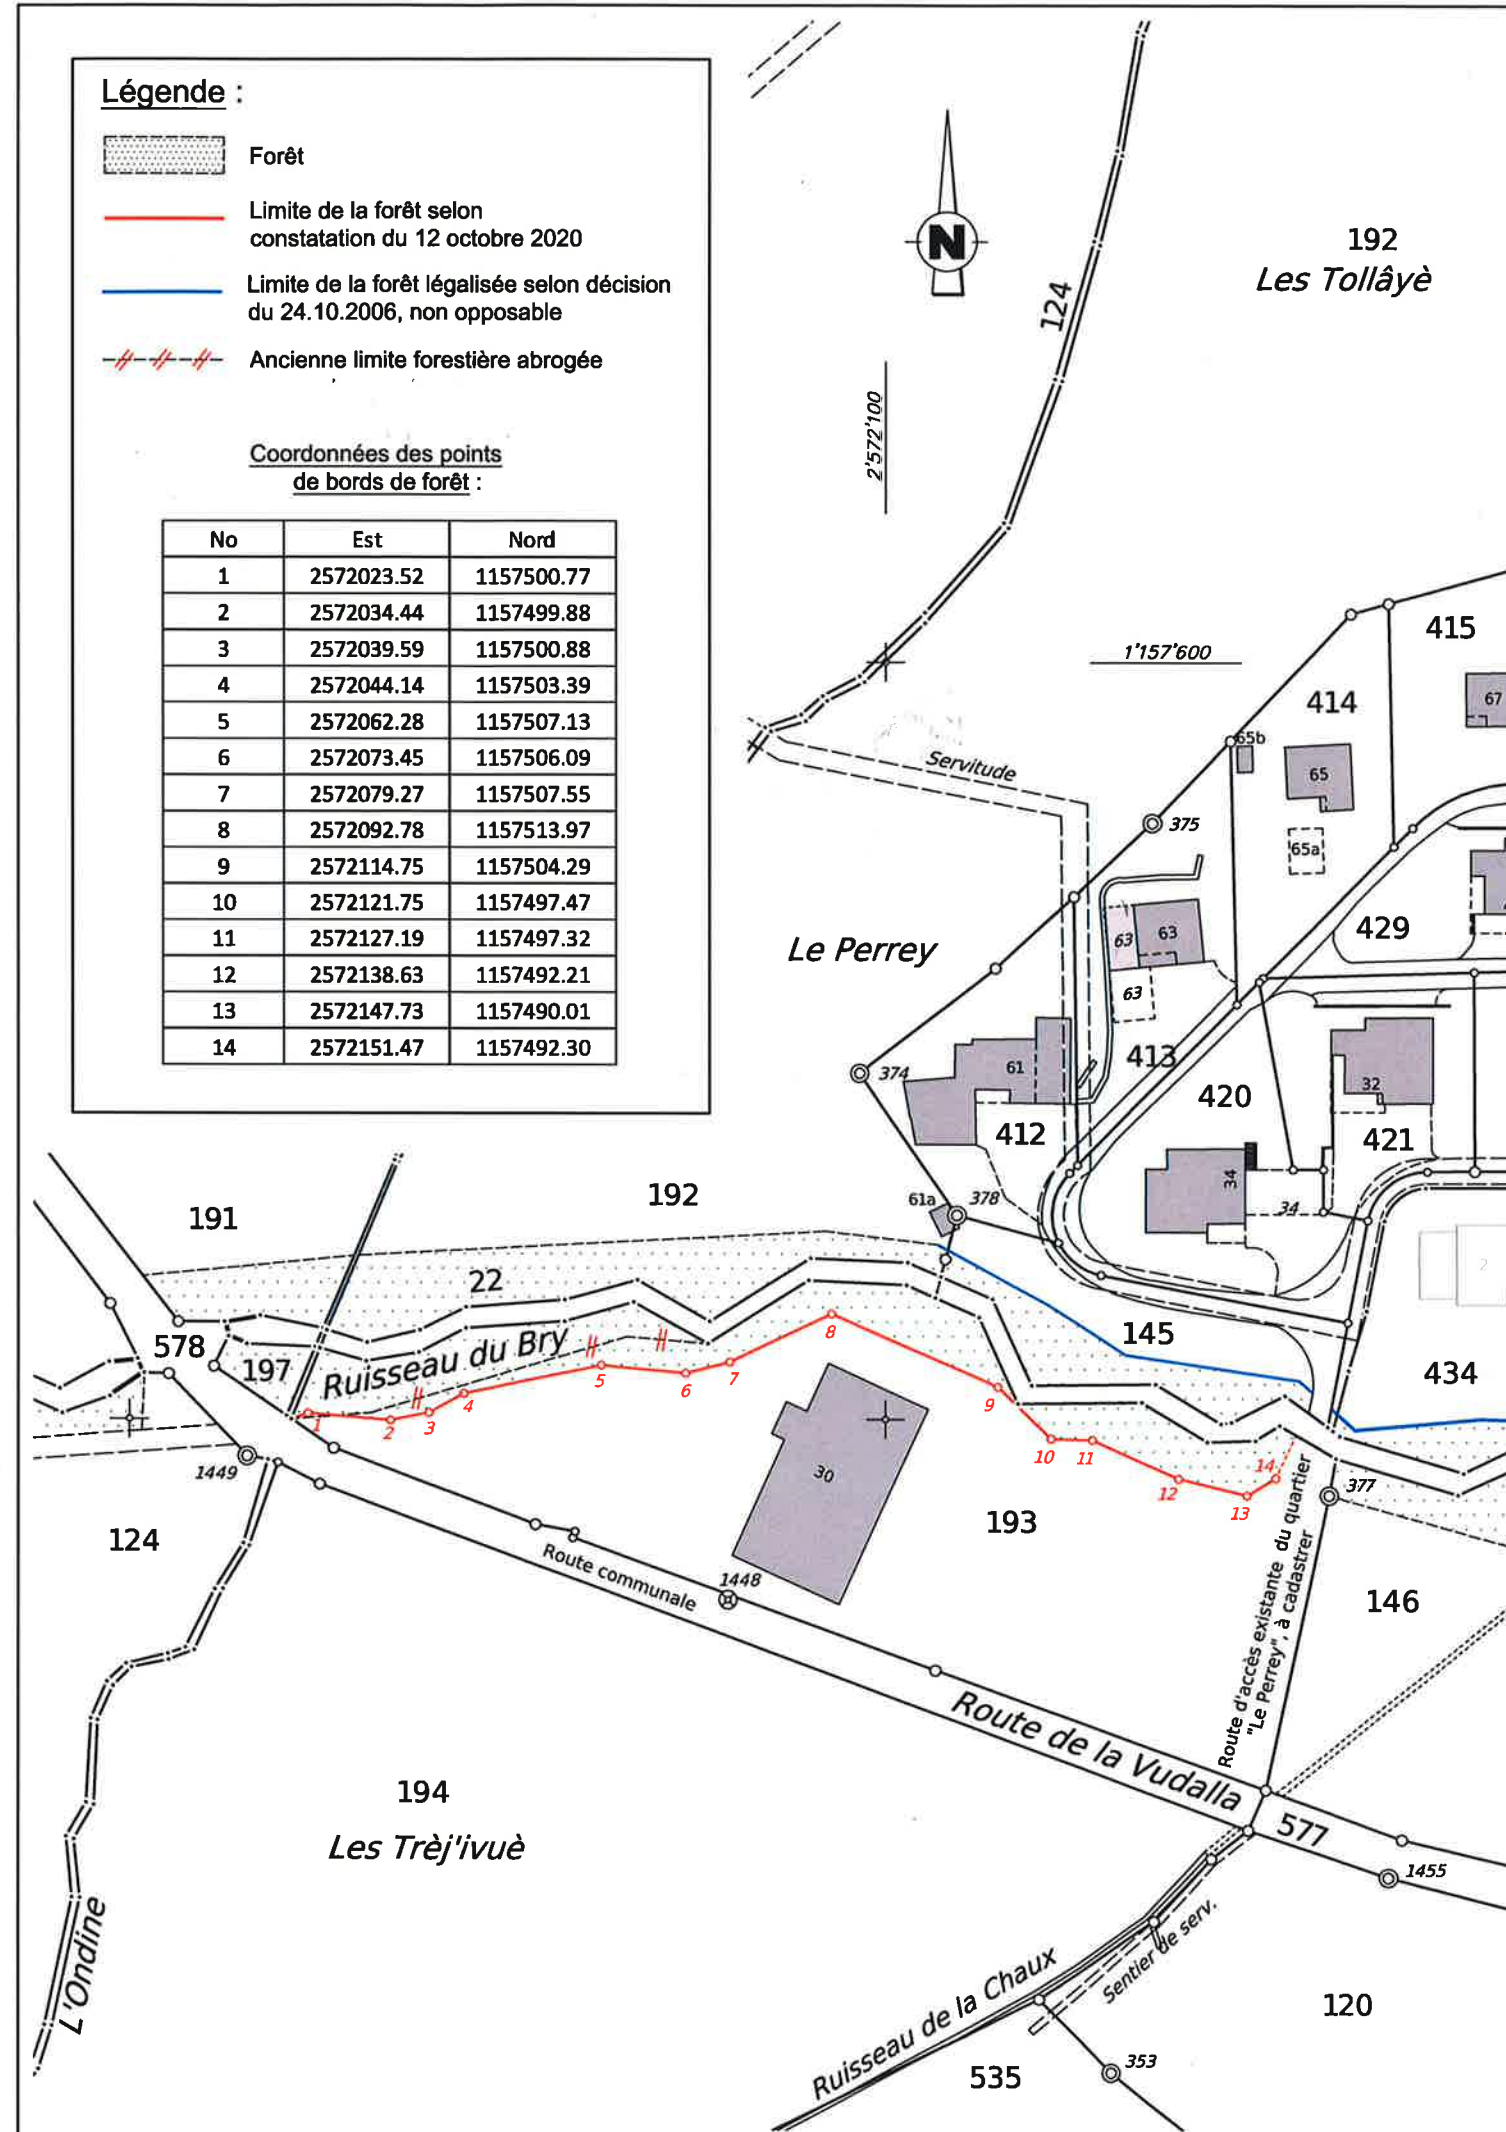 Légende :
Forêt
Limite de la forêt selon
constatation du 12 octobre 2020
Limite de la forêt légalisée selon décision
du 24.10.2006, non opposable
Ancienne limite forestière abrogée
Coordonnées des points
de bords de forêt :
No Est Nord
1 2572023.52 1157500.77
2 2572034.44 1157499.88
3 2572039.59 1157500.88
4 2572044.14 1157503.39
5 2572062.28 1157507.13
6 2572073.45 1157506.09
7 2572079.27 1157507.55
8 2572092.78 1157513.97
9 2572114.75 1157504.29
10 2572121.75 1157497.47
11 2572127.19 1157497.32
12 2572138.63 1157492.21
13 2572147.73 1157490.01
14 2572151.47 1157492.30
N
192
Les Tollâyè
124
2'572'100
1'157'600
415
414
67
65b
65
65a
Servitude
375
429
Le Perrey
63
63
63
413
61
374
412
420
32
421
34
34
61a
378
2
191
192
22
145
578
197
Ruisseau du Bry
434
1
2
3
4
5
6
7
8
9
10
11
12
13
14
30
193
1449
377
124
Route communale
1448
Route d'accès existante du quartier
"Le Perrey", à cadastrer
146
Route de la Vudalla
577
1455
194
Les Trèj'ivuè
L'Ondine
Sentier de serv.
Ruisseau de la Chaux
120
535
353